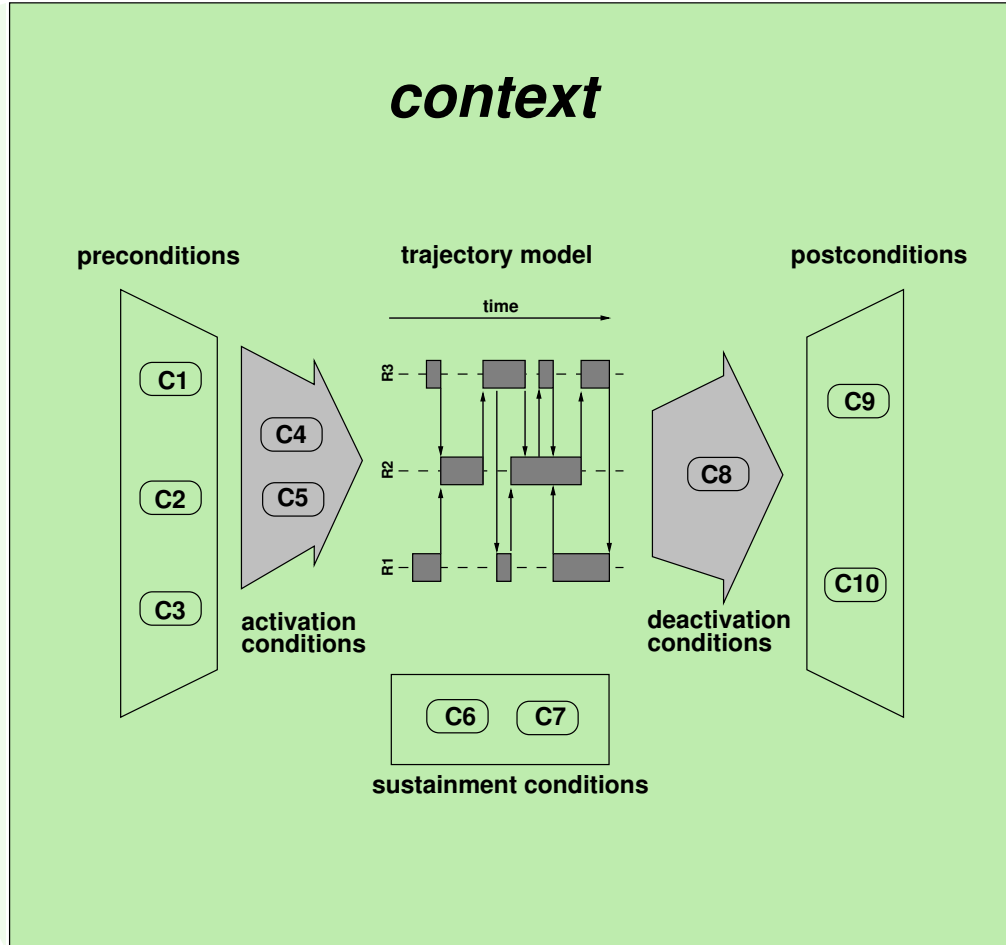 context
preconditions
trajectory model
postconditions
time
R3
R2
R1
C1
C2
C3
C4
C5
activation
conditions
C6
C7
sustainment conditions
C8
deactivation
conditions
C9
C10